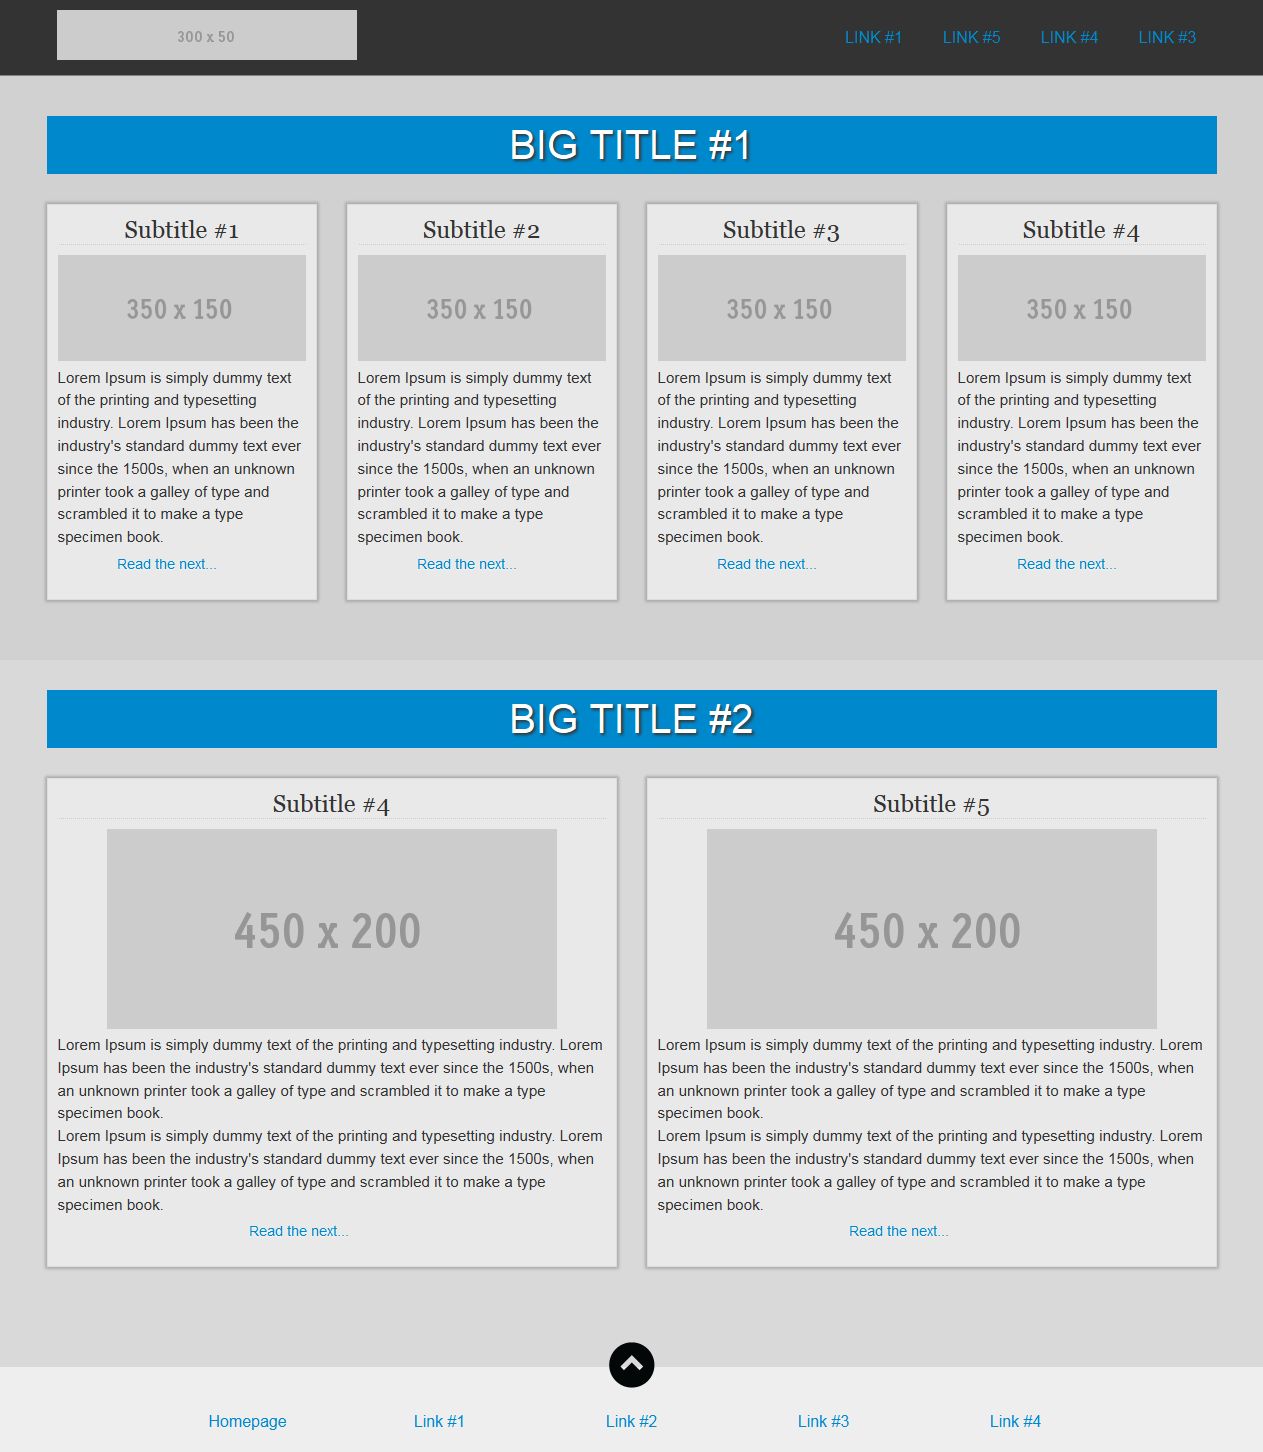 300 x 50
LINK #1 LINK #5 LINK #4 LINK #3
BIG TITLE #1
Subtitle #1
350 x 150
Lorem Ipsum is simply dummy text
of the printing and typesetting
industry. Lorem Ipsum has been the
industry's standard dummy text ever
since the 1500s, when an unknown
printer took a galley of type and
scrambled it to make a type
specimen book.
Read the next...
Subtitle #2
350 x 150
Lorem Ipsum is simply dummy text
of the printing and typesetting
industry. Lorem Ipsum has been the
industry's standard dummy text ever
since the 1500s, when an unknown
printer took a galley of type and
scrambled it to make a type
specimen book.
Read the next...
Subtitle #3
350 x 150
Lorem Ipsum is simply dummy text
of the printing and typesetting
industry. Lorem Ipsum has been the
industry's standard dummy text ever
since the 1500s, when an unknown
printer took a galley of type and
scrambled it to make a type
specimen book.
Read the next...
Subtitle #4
350 x 150
Lorem Ipsum is simply dummy text
of the printing and typesetting
industry. Lorem Ipsum has been the
industry's standard dummy text ever
since the 1500s, when an unknown
printer took a galley of type and
scrambled it to make a type
specimen book.
Read the next...
BIG TITLE #2
Subtitle #4
450 x 200
Lorem Ipsum is simply dummy text of the printing and typesetting industry. Lorem
Ipsum has been the industry's standard dummy text ever since the 1500s, when
an unknown printer took a galley of type and scrambled it to make a type
specimen book.
Lorem Ipsum is simply dummy text of the printing and typesetting industry. Lorem
Ipsum has been the industry's standard dummy text ever since the 1500s, when
an unknown printer took a galley of type and scrambled it to make a type
specimen book.
Read the next...
Subtitle #5
450 x 200
Lorem Ipsum is simply dummy text of the printing and typesetting industry. Lorem
Ipsum has been the industry's standard dummy text ever since the 1500s, when
an unknown printer took a galley of type and scrambled it to make a type
specimen book.
Lorem Ipsum is simply dummy text of the printing and typesetting industry. Lorem
Ipsum has been the industry's standard dummy text ever since the 1500s, when
an unknown printer took a galley of type and scrambled it to make a type
specimen book.
Read the next...
Homepage Link #1 Link #2 Link #3 Link #4